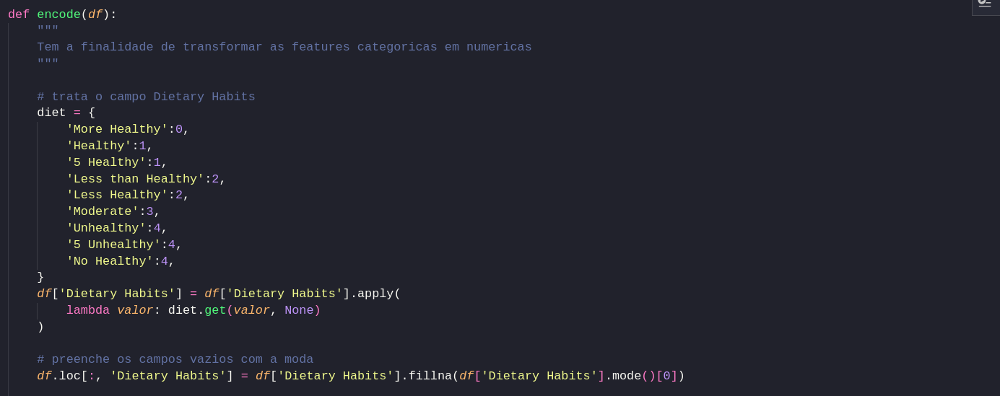 def encode(df):
    """
    Tem a finalidade de transformar as features categoricas em numericas
    """

    # trata o campo Dietary Habits
    diet = {
        'More Healthy':0,
        'Healthy':1,
        '5 Healthy':1,
        'Less than Healthy':2,
        'Less Healthy':2,
        'Moderate':3,
        'Unhealthy':4,
        '5 Unhealthy':4,
        'No Healthy':4,
    }
    df['Dietary Habits'] = df['Dietary Habits'].apply(
        lambda valor: diet.get(valor, None)
    )

    # preenche os campos vazios com a moda
    df.loc[:, 'Dietary Habits'] = df['Dietary Habits'].fillna(df['Dietary Habits'].mode()[0])